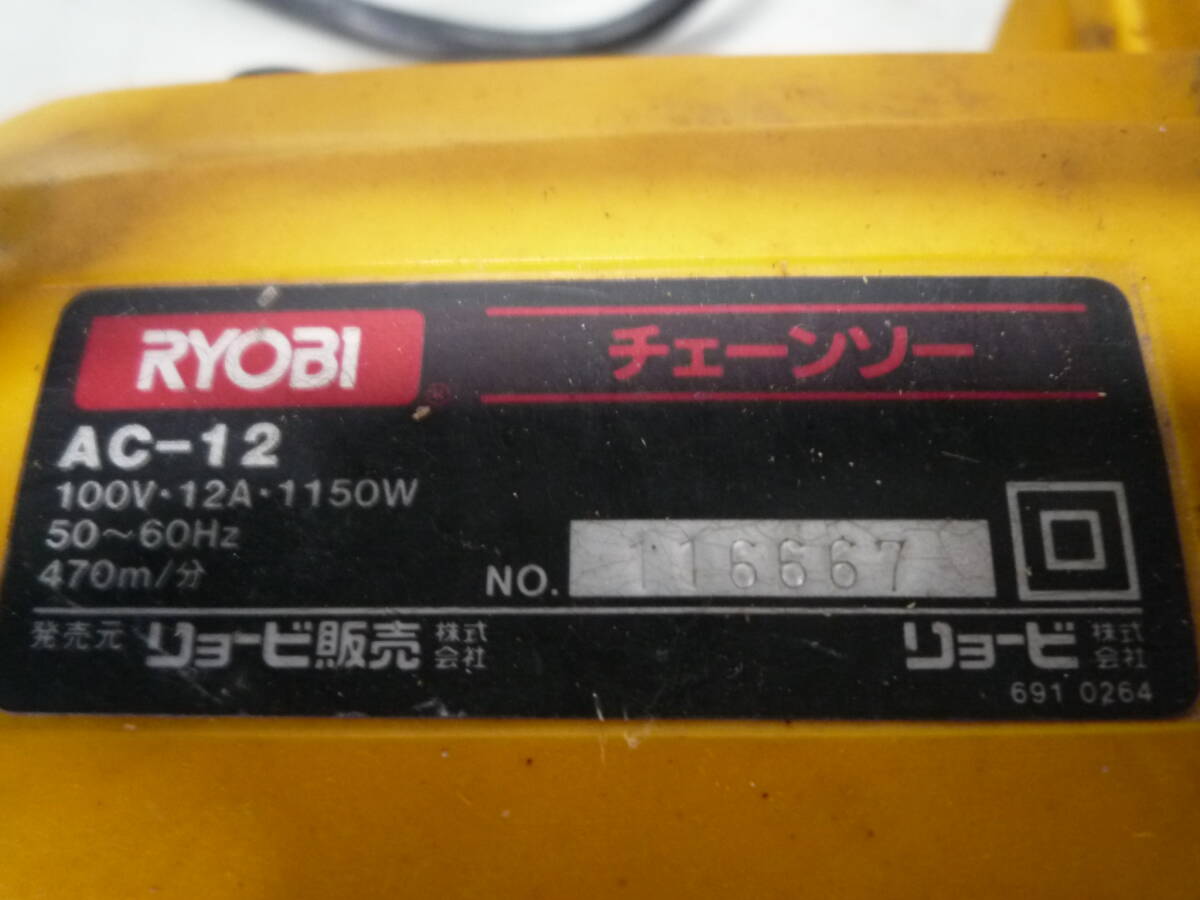 RYOBI®
チェーンソー
AC-12
100V・12A・1150W
50～60Hz
470m/分
NO. 116667
発売元 リョービ販売株式会社
リョービ株式会社
691 0264